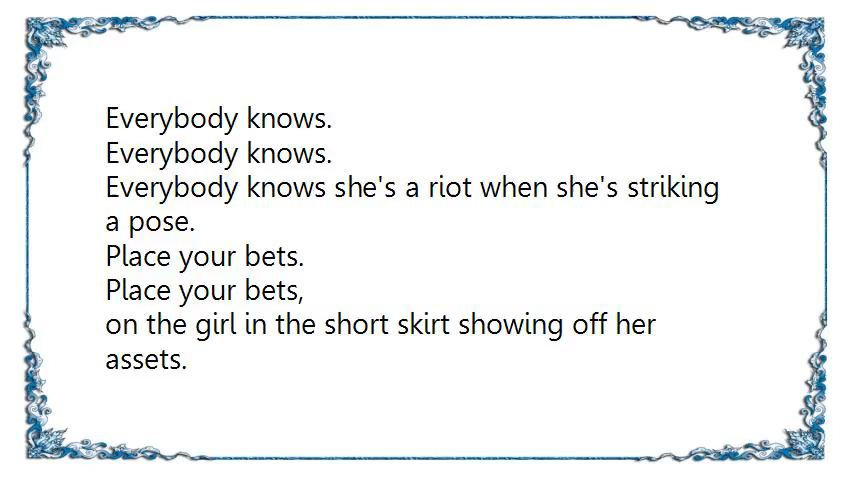 Everybody knows.
Everybody knows.
Everybody knows she's a riot when she's striking
a pose.
Place your bets.
Place your bets,
on the girl in the short skirt showing off her
assets.